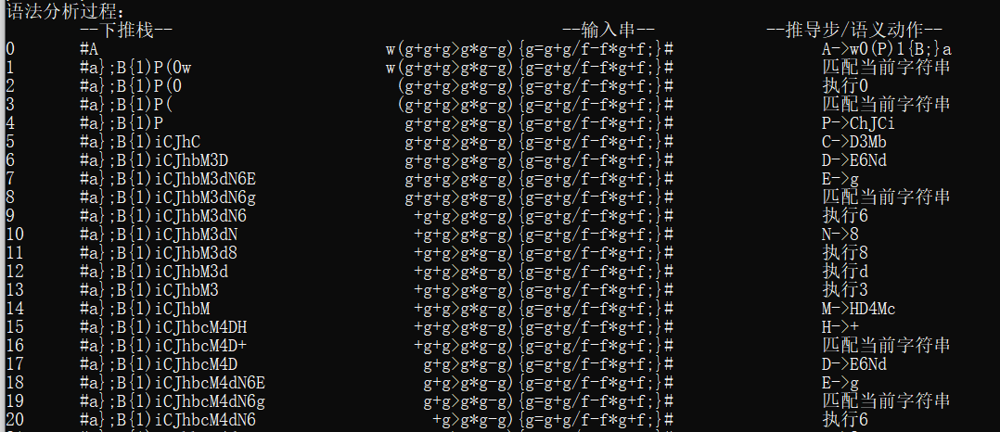 语法分析过程：
--下推栈-- --输入串-- --推导步/语义动作--
0 #A w(g+g+g>g*g-g){g=g+g/f-f*g+f;}# A->w0(P)1{B;}a
1 #a};B{1)P(0w w(g+g+g>g*g-g){g=g+g/f-f*g+f;}# 匹配当前字符串
2 #a};B{1)P(0 (g+g+g>g*g-g){g=g+g/f-f*g+f;}# 执行0
3 #a};B{1)P( (g+g+g>g*g-g){g=g+g/f-f*g+f;}# 匹配当前字符串
4 #a};B{1)P g+g+g>g*g-g){g=g+g/f-f*g+f;}# P->ChJCi
5 #a};B{1)iCJhC g+g+g>g*g-g){g=g+g/f-f*g+f;}# C->D3Mb
6 #a};B{1)iCJhbM3D g+g+g>g*g-g){g=g+g/f-f*g+f;}# D->E6Nd
7 #a};B{1)iCJhbM3dN6E g+g+g>g*g-g){g=g+g/f-f*g+f;}# E->g
8 #a};B{1)iCJhbM3dN6g g+g+g>g*g-g){g=g+g/f-f*g+f;}# 匹配当前字符串
9 #a};B{1)iCJhbM3dN6 +g+g>g*g-g){g=g+g/f-f*g+f;}# 执行6
10 #a};B{1)iCJhbM3dN +g+g>g*g-g){g=g+g/f-f*g+f;}# N->8
11 #a};B{1)iCJhbM3d8 +g+g>g*g-g){g=g+g/f-f*g+f;}# 执行8
12 #a};B{1)iCJhbM3d +g+g>g*g-g){g=g+g/f-f*g+f;}# 执行d
13 #a};B{1)iCJhbM3 +g+g>g*g-g){g=g+g/f-f*g+f;}# 执行3
14 #a};B{1)iCJhbM +g+g>g*g-g){g=g+g/f-f*g+f;}# M->HD4Mc
15 #a};B{1)iCJhbcM4DH +g+g>g*g-g){g=g+g/f-f*g+f;}# H->+
16 #a};B{1)iCJhbcM4D+ +g+g>g*g-g){g=g+g/f-f*g+f;}# 匹配当前字符串
17 #a};B{1)iCJhbcM4D g+g>g*g-g){g=g+g/f-f*g+f;}# D->E6Nd
18 #a};B{1)iCJhbcM4dN6E g+g>g*g-g){g=g+g/f-f*g+f;}# E->g
19 #a};B{1)iCJhbcM4dN6g g+g>g*g-g){g=g+g/f-f*g+f;}# 匹配当前字符串
20 #a};B{1)iCJhbcM4dN6 +g>g*g-g){g=g+g/f-f*g+f;}# 执行6